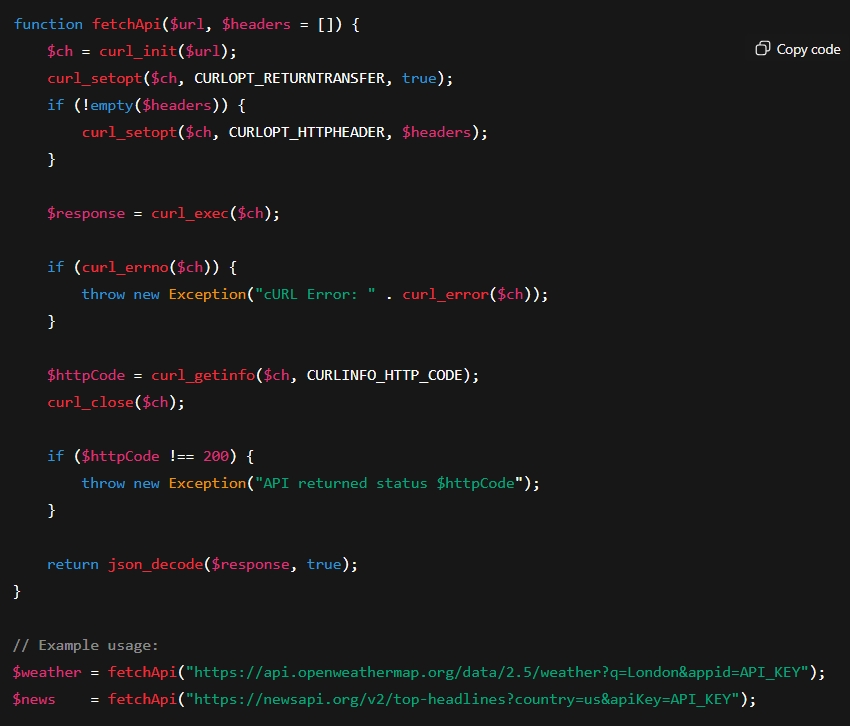 function fetchApi($url, $headers = []) {
    $ch = curl_init($url);
Copy code
    curl_setopt($ch, CURLOPT_RETURNTRANSFER, true);
    if (!empty($headers)) {
        curl_setopt($ch, CURLOPT_HTTPHEADER, $headers);
    }
    $response = curl_exec($ch);
    if (curl_errno($ch)) {
        throw new Exception("cURL Error: " . curl_error($ch));
    }
    $httpCode = curl_getinfo($ch, CURLINFO_HTTP_CODE);
    curl_close($ch);
    if ($httpCode !== 200) {
        throw new Exception("API returned status $httpCode");
    }
    return json_decode($response, true);
}
// Example usage:
$weather = fetchApi("https://api.openweathermap.org/data/2.5/weather?q=London&appid=API_KEY");
$news    = fetchApi("https://newsapi.org/v2/top-headlines?country=us&apiKey=API_KEY");